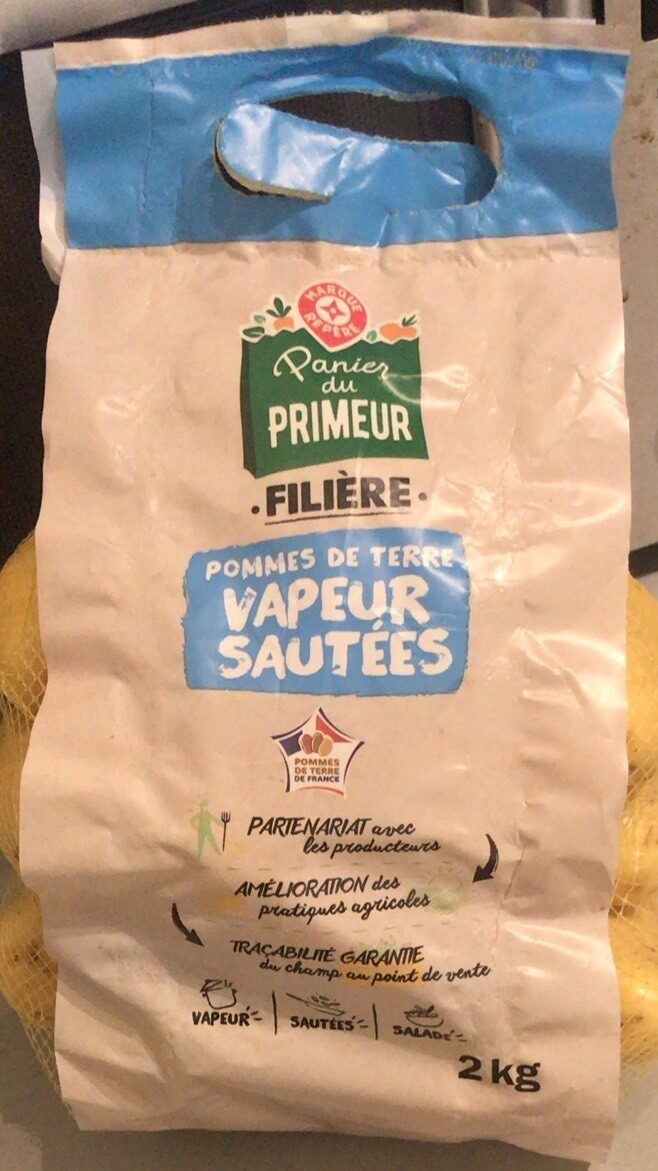 MARQUE
REPÈRE
Panier
du
PRIMEUR
• FILIÈRE •
POMMES DE TERRE
VAPEUR
SAUTÉES
POMMES
DE TERRE
DE FRANCE
PARTENARIAT avec
les producteurs
AMÉLIORATION des
pratiques agricoles
TRAÇABILITÉ GARANTIE
du champ au point de vente
VAPEUR
SAUTÉES
SALADE
2 kg